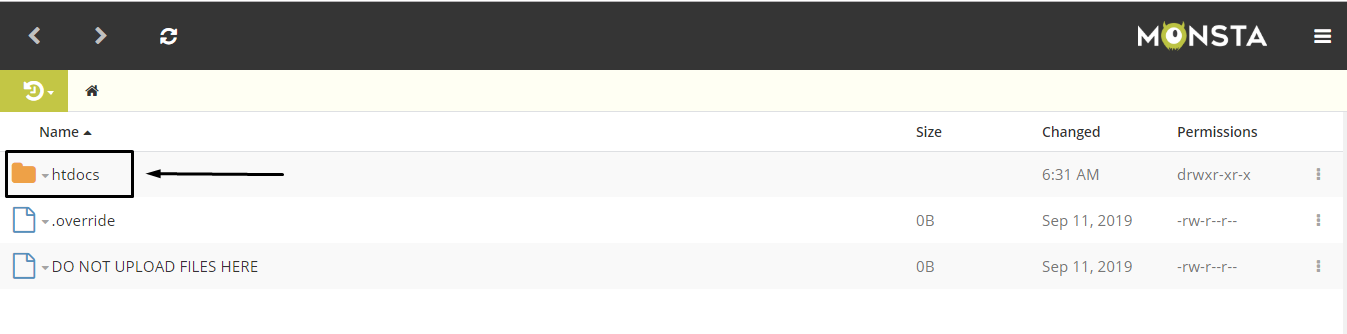 MONSTA
Name Size Changed Permissions
htdocs 6:31 AM drwxr-xr-x
.override 0B Sep 11, 2019 -rw-r--r--
DO NOT UPLOAD FILES HERE 0B Sep 11, 2019 -rw-r--r--